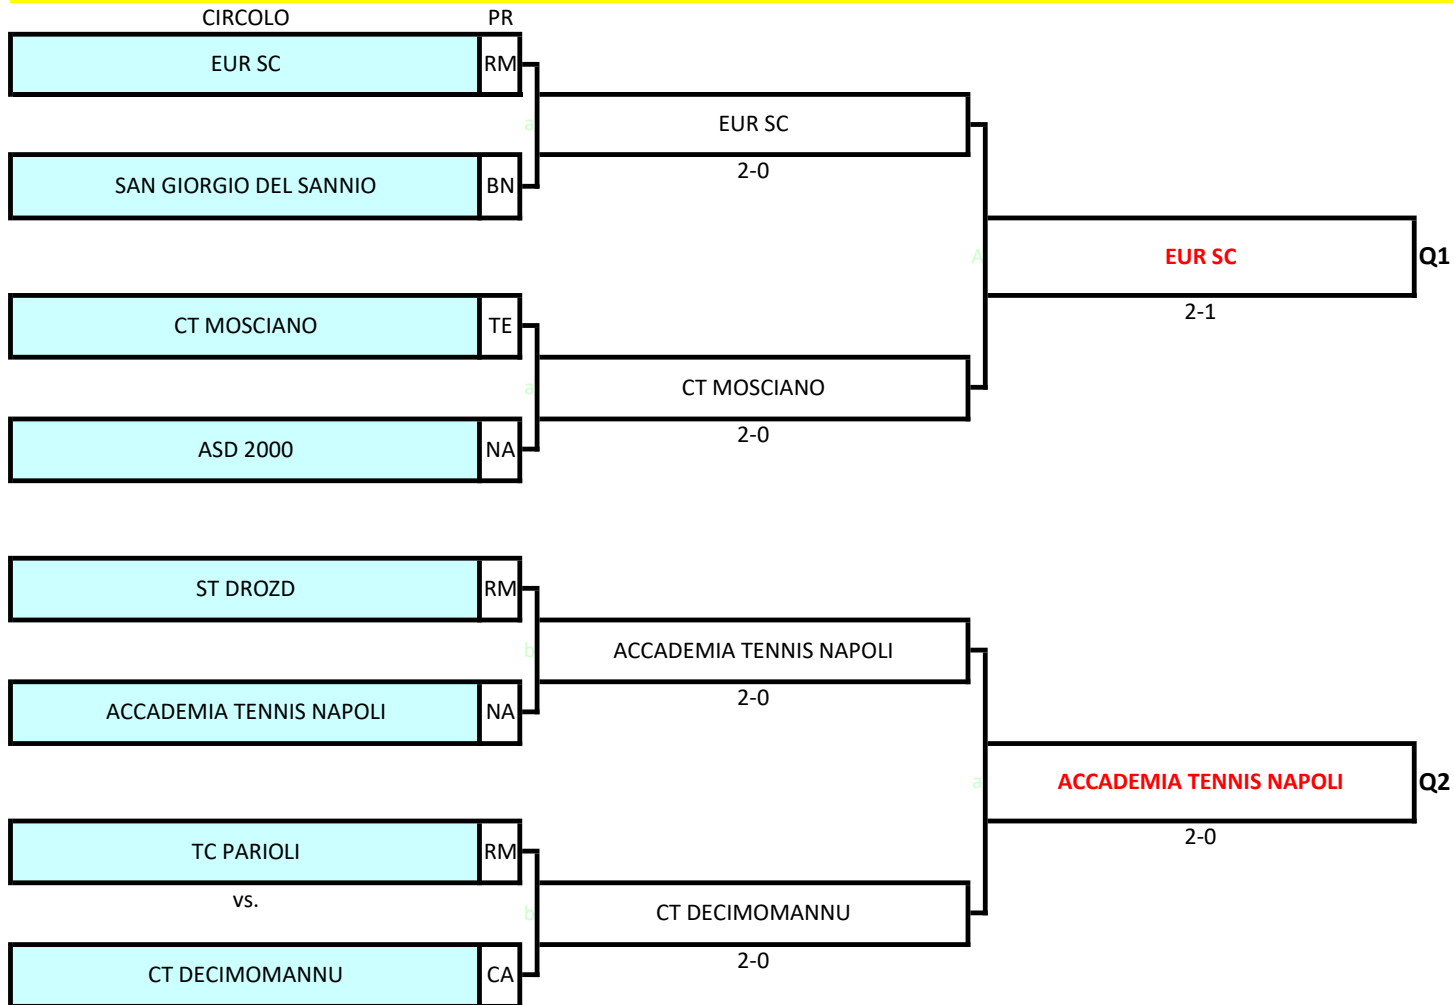 CIRCOLO PR
EUR SC RM
a EUR SC
2-0
SAN GIORGIO DEL SANNIO BN
A EUR SC Q1
2-1
CT MOSCIANO TE
a CT MOSCIANO
2-0
ASD 2000 NA
ST DROZD RM
b ACCADEMIA TENNIS NAPOLI
2-0
ACCADEMIA TENNIS NAPOLI NA
a ACCADEMIA TENNIS NAPOLI Q2
2-0
TC PARIOLI RM
vs.
b CT DECIMOMANNU
2-0
CT DECIMOMANNU CA